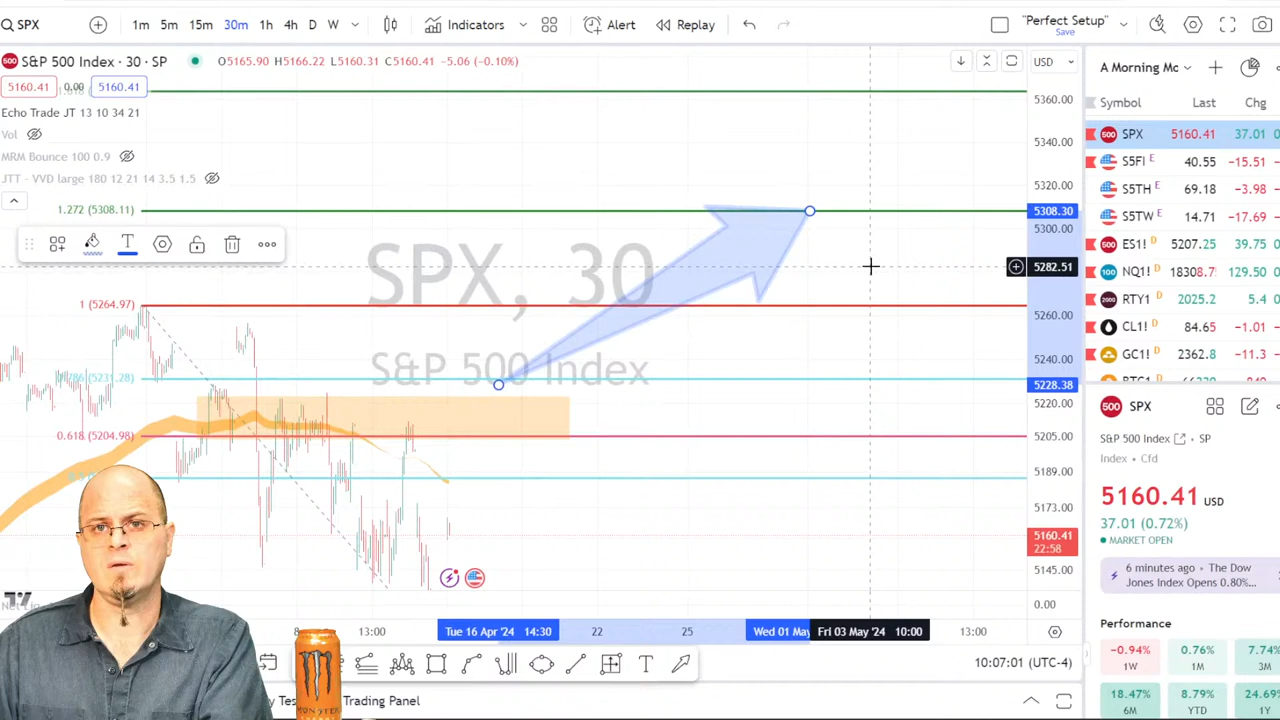 SPX 1m 5m 15m 30m 1h 4h D W Indicators Alert Replay "Perfect Setup"
Save
S&P 500 Index · 30 · SP O5165.90 H5166.22 L5160.31 C5160.41 -5.06 (-0.10%) USD
5160.41 0.00 5160.41
Echo Trade JT 13 10 34 21
Vol
MRM Bounce 100 0.9
JTT - VVD large 180 12 21 14 3.5 1.5
1.272 (5308.11)
1 (5264.97)
0.618 (5204.98)
SPX, 30
S&P 500 Index
5360.00
5340.00
5320.00
5308.30
5300.00
5282.51
5260.00
5240.00
5228.38
5220.00
5205.00
5189.00
5173.00
5160.41
22:58
5145.00
0.00
13:00 Tue 16 Apr '24 14:30 22 25 Wed 01 May Fri 03 May '24 10:00 13:00
10:07:01 (UTC-4)
Trading Panel
MONSTER
A Morning Mc
Symbol Last Chg
500 SPX 5160.41 37.01
S5FI E 40.55 -15.51
S5TH E 69.18 -3.98
S5TW E 14.71 -17.69
500 ES1! D 5207.25 39.75
100 NQ1! D 18308.7 129.50
2000 RTY1 D 2025.2 5.4
CL1! D 84.65 -1.01
GC1! D 2362.8 -11.3
500 SPX
S&P 500 Index · SP
Index · Cfd
5160.41 USD
37.01 (0.72%)
MARKET OPEN
6 minutes ago · The Dow
Jones Index Opens 0.80%...
Performance
-0.94% 0.76% 7.74%
1W 1M 3M
18.47% 8.79% 24.69%
6M YTD 1Y